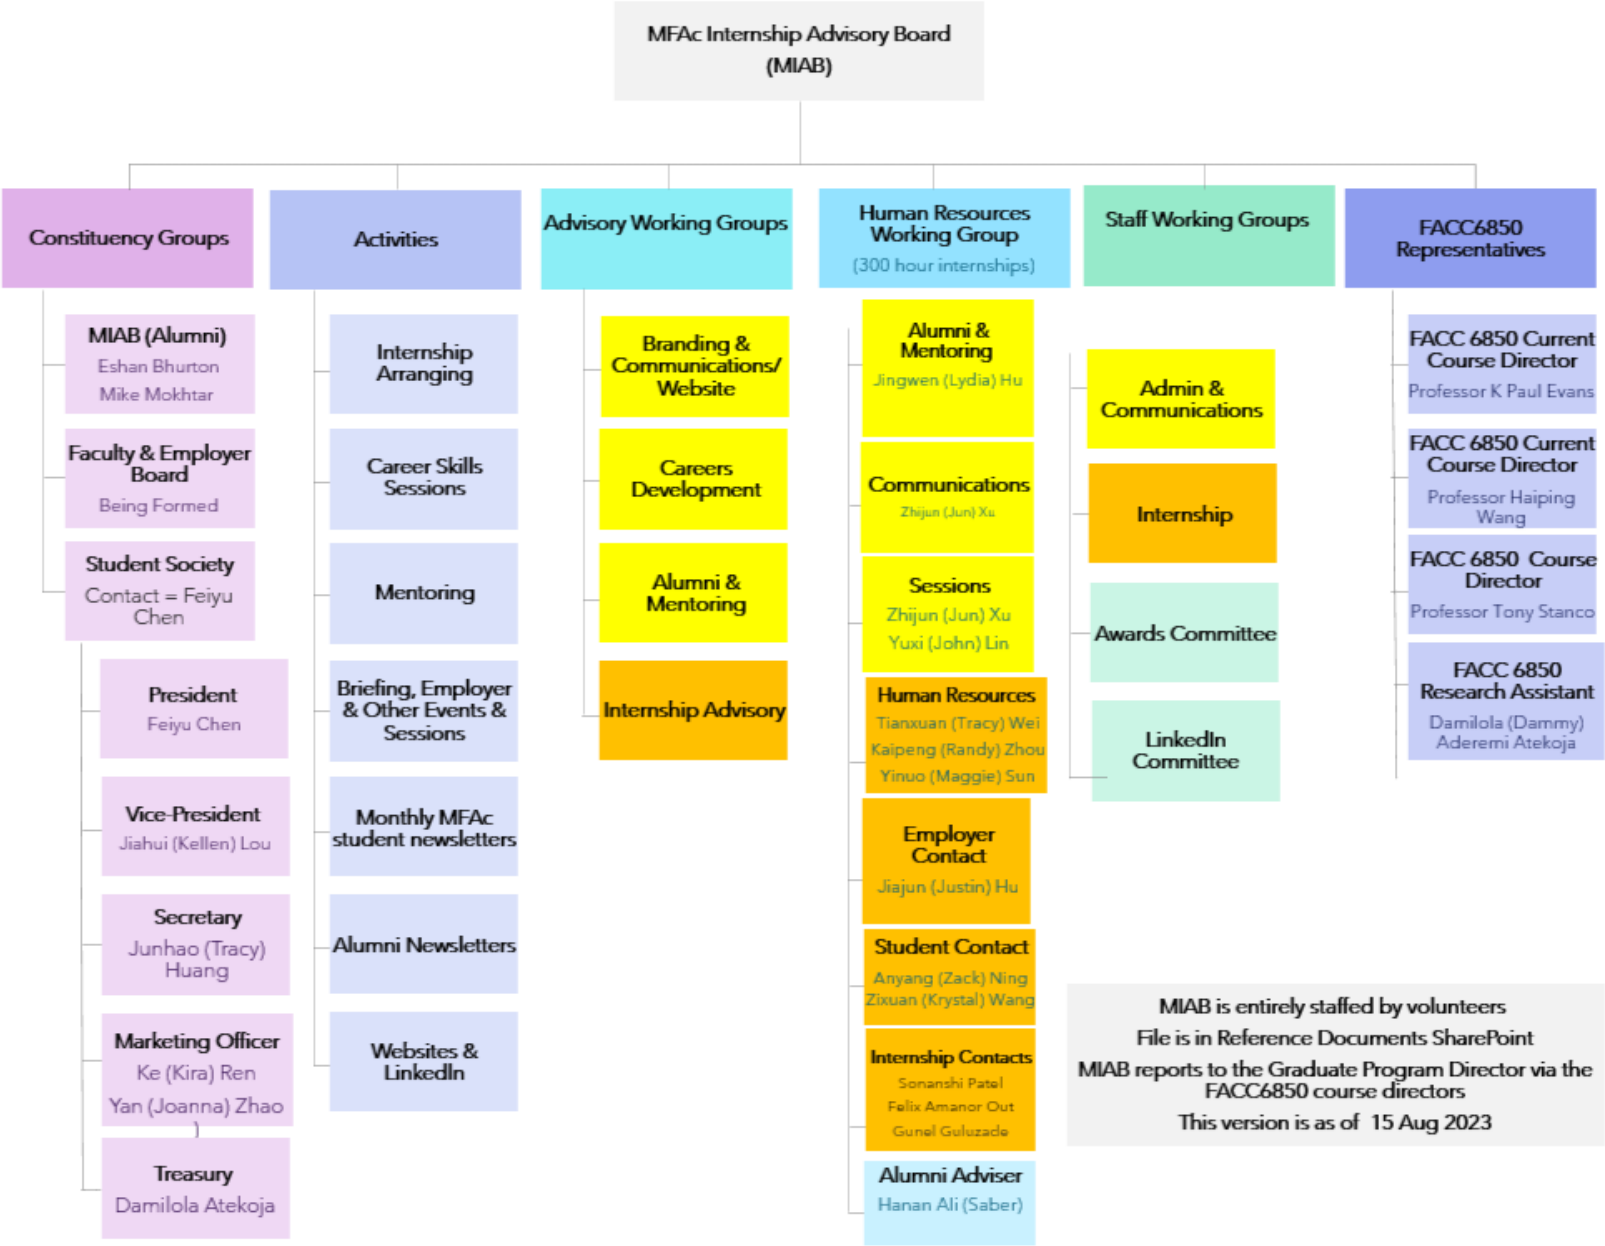 MFAc Internship Advisory Board
(MIAB)
Constituency Groups
MIAB (Alumni)
Eshan Bhurton
Mike Mokhtar
Faculty & Employer
Board
Being Formed
Student Society
Contact = Feiyu
Chen
President
Feiyu Chen
Vice-President
Jiahui (Kellen) Lou
Secretary
Junhao (Tracy)
Huang
Marketing Officer
Ke (Kira) Ren
Yan (Joanna) Zhao
)
Treasury
Damilola Atekoja
Activities
Internship
Arranging
Career Skills
Sessions
Mentoring
Briefing, Employer
& Other Events &
Sessions
Monthly MFAc
student newsletters
Alumni Newsletters
Websites &
LinkedIn
Advisory Working Groups
Branding &
Communications/
Website
Careers
Development
Alumni &
Mentoring
Internship Advisory
Human Resources
Working Group
(300 hour internships)
Alumni &
Mentoring
Jingwen (Lydia) Hu
Communications
Zhijun (Jun) Xu
Sessions
Zhijun (Jun) Xu
Yuxi (John) Lin
Human Resources
Tianxuan (Tracy) Wei
Kaipeng (Randy) Zhou
Yinuo (Maggie) Sun
Employer
Contact
Jiajun (Justin) Hu
Student Contact
Anyang (Zack) Ning
Zixuan (Krystal) Wang
Internship Contacts
Sonanshi Patel
Felix Amanor Out
Gunel Guluzade
Alumni Adviser
Hanan Ali (Saber)
Staff Working Groups
Admin &
Communications
Internship
Awards Committee
LinkedIn
Committee
FACC6850
Representatives
FACC 6850 Current
Course Director
Professor K Paul Evans
FACC 6850 Current
Course Director
Professor Haiping
Wang
FACC 6850 Course
Director
Professor Tony Stanco
FACC 6850
Research Assistant
Damilola (Dammy)
Aderemi Atekoja
MIAB is entirely staffed by volunteers
File is in Reference Documents SharePoint
MIAB reports to the Graduate Program Director via the
FACC6850 course directors
This version is as of 15 Aug 2023